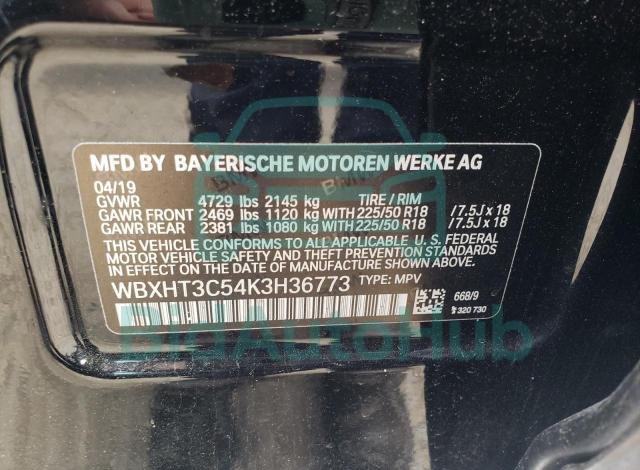 MFD BY BAYERISCHE MOTOREN WERKE AG
04/19
GVWR 4729 lbs 2145 kg TIRE / RIM
GAWR FRONT 2469 lbs 1120 kg WITH 225/50 R18 /7.5J x 18
GAWR REAR 2381 lbs 1080 kg WITH 225/50 R18 /7.5J x 18
THIS VEHICLE CONFORMS TO ALL APPLICABLE U. S. FEDERAL
MOTOR VEHICLE SAFETY AND THEFT PREVENTION STANDARDS
IN EFFECT ON THE DATE OF MANUFACTURE SHOWN ABOVE.
WBXHT3C54K3H36773 TYPE: MPV
668/9
320 730
BidAutoHub